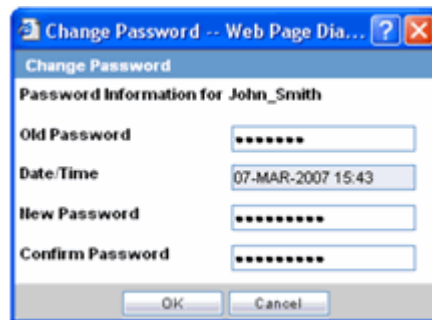 Change Password -- Web Page Dia...
Change Password
Password Information for John_Smith
Old Password •••••••
Date/Time 07-MAR-2007 15:43
New Password •••••••••
Confirm Password •••••••••
OK Cancel